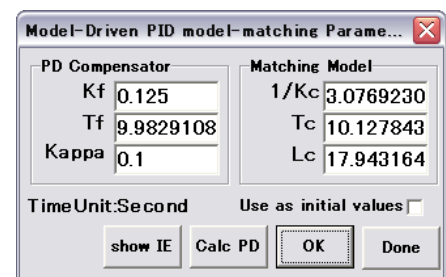 Model-Driven PID model-matching Parame...
PD Compensator
Kf 0.125
Tf 9.9829108
Kappa 0.1
Matching Model
1/Kc 3.0769230
Tc 10.127843
Lc 17.943164
TimeUnit:Second
Use as initial values
show IE
Calc PD
OK
Done